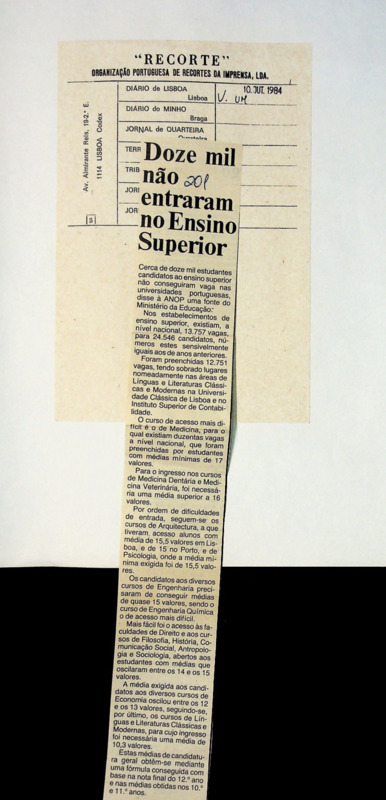 "RECORTE"
ORGANIZAÇÃO PORTUGUESA DE RECORTES DA IMPRENSA, LDA.
Av. Almirante Reis, 19-2.º E.
1114 LISBOA Codex
DIÁRIO de LISBOA
Lisboa
10. OUT. 1984
V. UM
DIÁRIO do MINHO
Braga
JORNAL de QUARTEIRA
Quarteira
TERR
TRIB
JOR
JOR
Doze mil
não 201
entraram
no Ensino
Superior
Cerca de doze mil estudantes
candidatos ao ensino superior
não conseguiram vaga nas
universidades portuguesas,
disse à ANOP uma fonte do
Ministério da Educação:
Nos estabelecimentos de
ensino superior, existiam, a
nível nacional, 13.757 vagas,
para 24.546 candidatos, nú-
meros estes sensivelmente
iguais aos de anos anteriores.
Foram preenchidas 12.751
vagas, tendo sobrado lugares
nomeadamente nas áreas de
Línguas e Literaturas Clássi-
cas e Modernas na Universi-
dade Clássica de Lisboa e no
Instituto Superior de Contabi-
lidade.
O curso de acesso mais di-
fícil é o de Medicina, para o
qual existiam duzentas vagas
a nível nacional, que foram
preenchidas por estudantes
com médias mínimas de 17
valores.
Para o ingresso nos cursos
de Medicina Dentária e Medi-
cina Veterinária, foi necessá-
ria uma média superior a 16
valores.
Por ordem de dificuldades
de entrada, seguem-se os
cursos de Arquitectura, a que
tiveram, acesso alunos com
média de 15,5 valores em Lis-
boa, e de 15 no Porto, e de
Psicologia, onde a média mí-
nima exigida foi de 15,5 valo-
res.
Os candidatos aos diversos
cursos de Engenharia preci-
saram de conseguir médias
de quase 15 valores, sendo o
curso de Engenharia Química
o de acesso mais difícil.
Mais fácil foi o acesso às fa-
culdades de Direito e aos cur-
sos de Filosofia, História, Co-
municação Social, Antropolo-
gia e Sociologia, abertos aos
estudantes com médias que
oscilaram entre os 14 e os 15
valores.
A média exigida aos candi-
datos aos diversos cursos de
Economia oscilou entre os 12
e os 13 valores, seguindo-se,
por último, os cursos de Lín-
guas e Literaturas Clássicas e
Modernas, para cujo ingresso
foi necessária uma média de
10,3 valores.
Estas médias de candidatu-
ra geral obtêm-se mediante
uma fórmula conseguida com
base na nota final do 12.º ano
e nas médias obtidas nos 10.º
e 11.º anos.